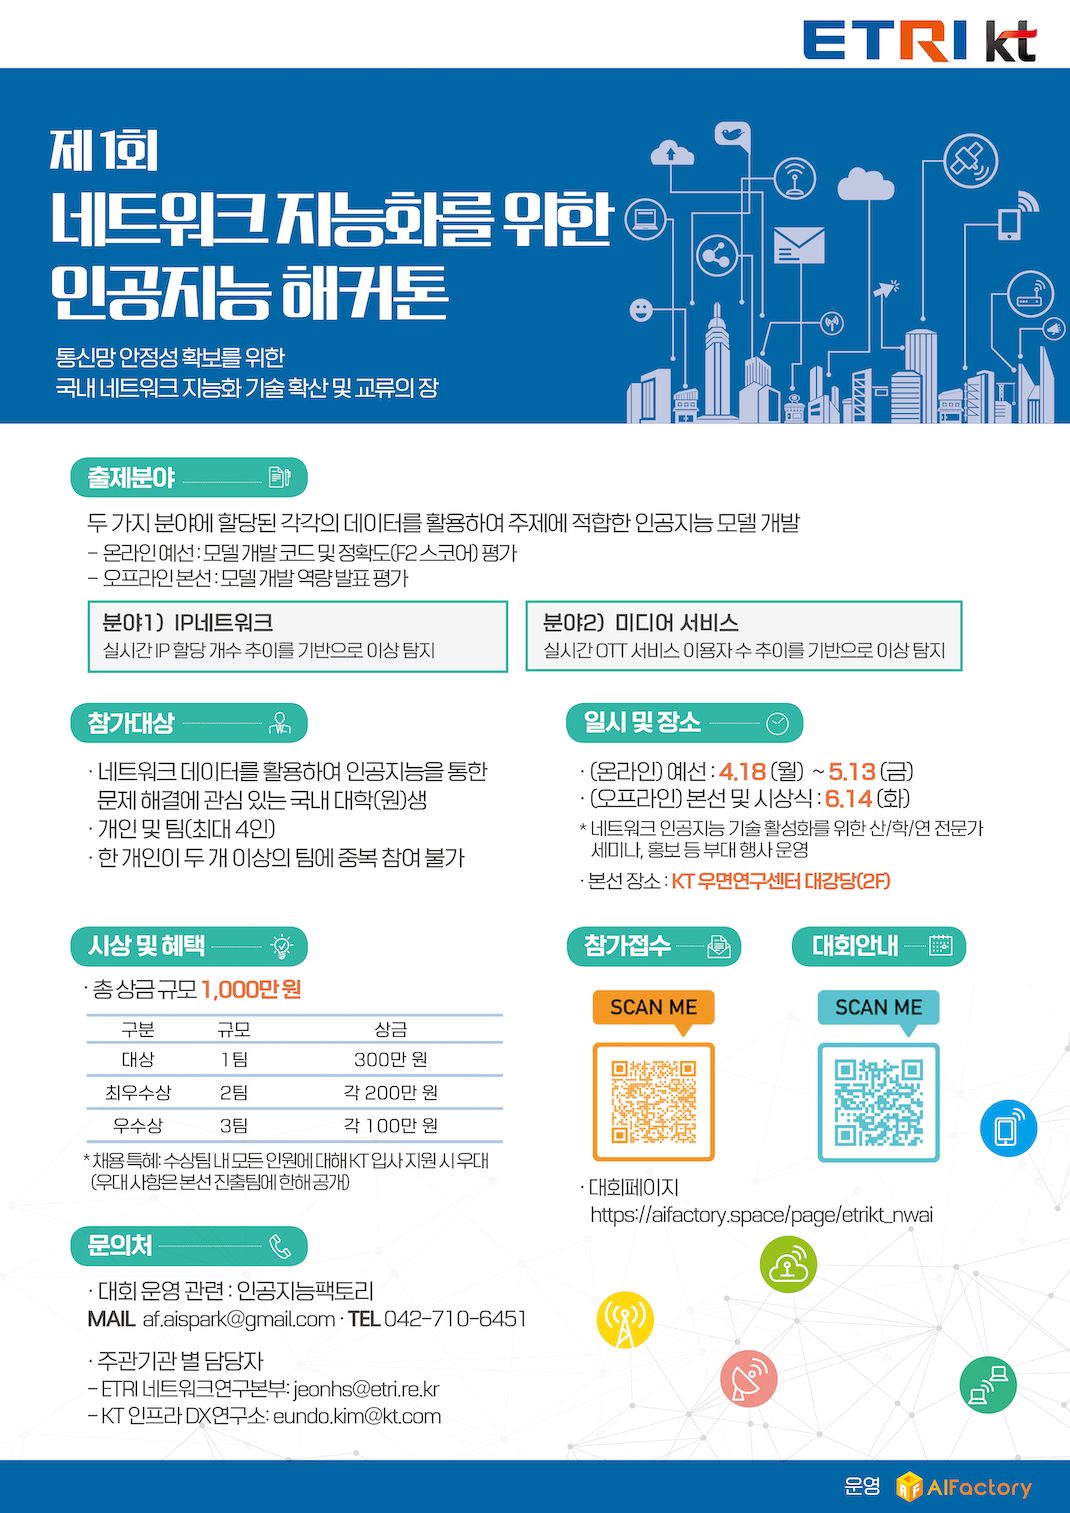 ETRI kt
제1회
네트워크 지능화를 위한
인공지능 해커톤
통신망 안정성 확보를 위한
국내 네트워크 지능화 기술 확산 및 교류의 장
출제분야
두 가지 분야에 할당된 각각의 데이터를 활용하여 주제에 적합한 인공지능 모델 개발
- 온라인 예선 : 모델 개발 코드 및 정확도(F2 스코어) 평가
- 오프라인 본선 : 모델 개발 역량 발표 평가
분야1) IP네트워크
실시간 IP 할당 개수 추이를 기반으로 이상 탐지
분야2) 미디어 서비스
실시간 OTT 서비스 이용자 수 추이를 기반으로 이상 탐지
참가대상
· 네트워크 데이터를 활용하여 인공지능을 통한
문제 해결에 관심 있는 국내 대학(원)생
· 개인 및 팀(최대 4인)
· 한 개인이 두 개 이상의 팀에 중복 참여 불가
일시 및 장소
· (온라인) 예선 : 4.18 (월) ~ 5.13 (금)
· (오프라인) 본선 및 시상식 : 6.14 (화)
* 네트워크 인공지능 기술 활성화를 위한 산/학/연 전문가
세미나, 홍보 등 부대 행사 운영
· 본선 장소 : KT 우면연구센터 대강당(2F)
시상 및 혜택
· 총 상금 규모 1,000만 원
구분 규모 상금
대상 1팀 300만 원
최우수상 2팀 각 200만 원
우수상 3팀 각 100만 원
* 채용 특혜: 수상팀 내 모든 인원에 대해 KT 입사 지원 시 우대
(우대 사항은 본선 진출팀에 한해 공개)
참가접수
SCAN ME
대회안내
SCAN ME
· 대회페이지
https://aifactory.space/page/etrikt_nwai
문의처
· 대회 운영 관련 : 인공지능팩토리
MAIL af.aispark@gmail.com · TEL 042-710-6451
· 주관기관 별 담당자
- ETRI 네트워크연구본부: jeonhs@etri.re.kr
- KT 인프라 DX연구소: eundo.kim@kt.com
운영 AIFactory